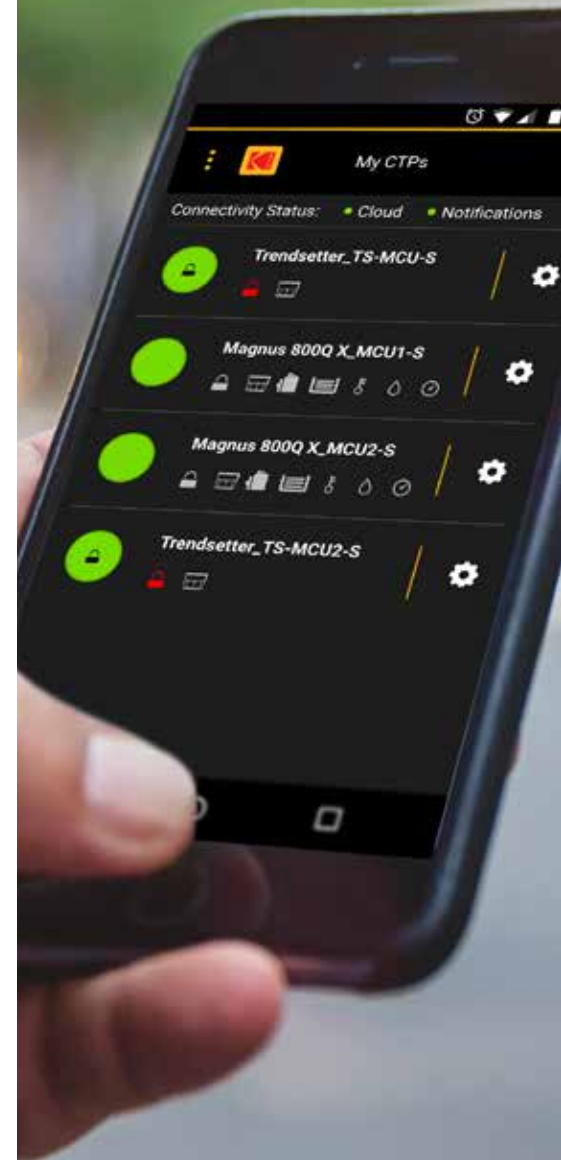 My CTPs
Connectivity Status: • Cloud • Notifications
Trendsetter_TS-MCU-S
Magnus 800Q X_MCU1-S
Magnus 800Q X_MCU2-S
Trendsetter_TS-MCU2-S